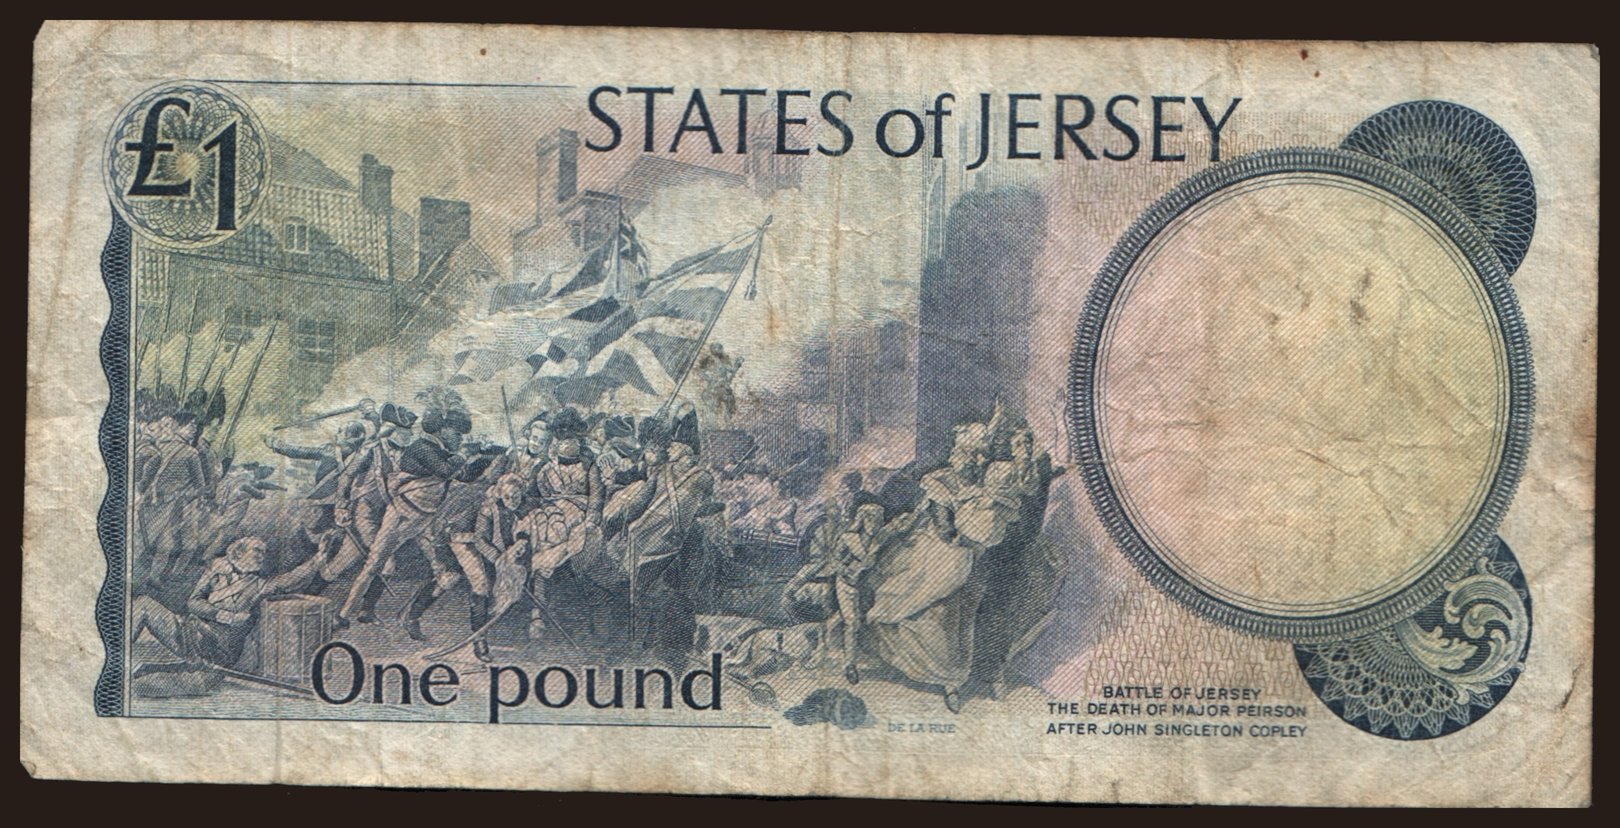 £1
STATES of JERSEY
One pound
DE LA RUE
BATTLE OF JERSEY
THE DEATH OF MAJOR PEIRSON
AFTER JOHN SINGLETON COPLEY